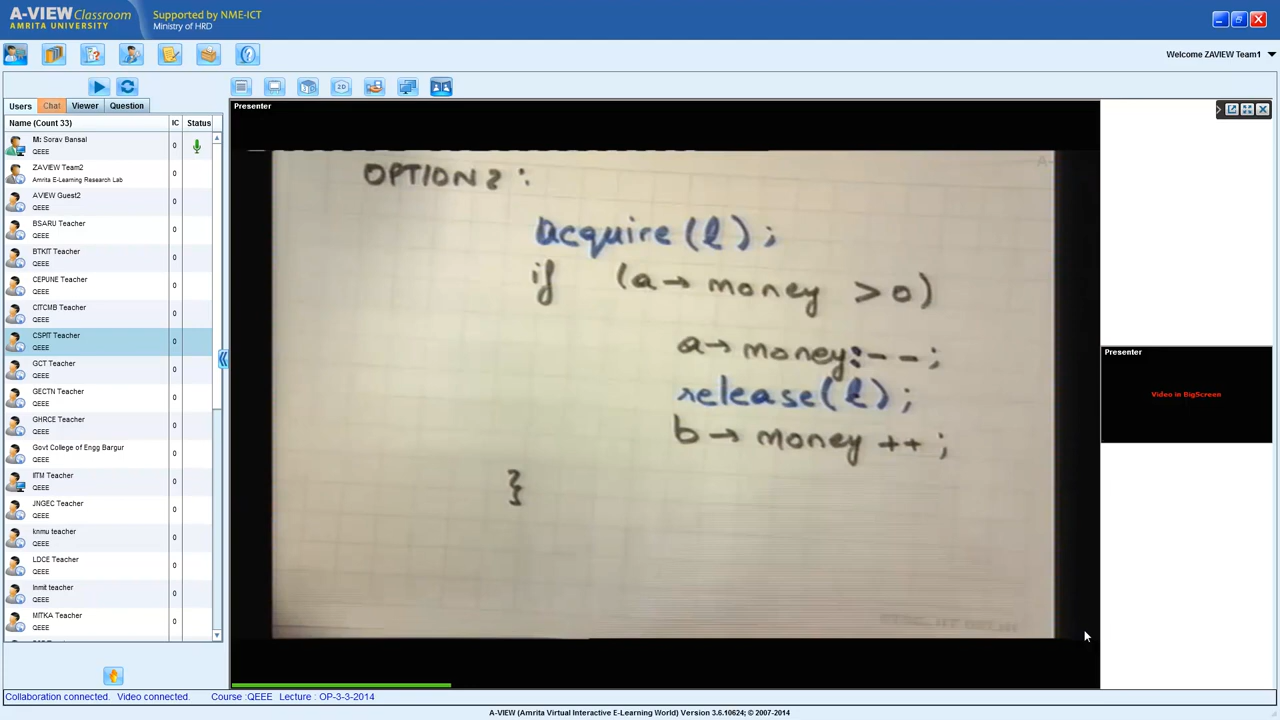 A-VIEW Classroom
AMRITA UNIVERSITY
Supported by NME-ICT
Ministry of HRD
Welcome ZAVIEW Team1
Users Chat Viewer Question
Name (Count 33) IC Status
M: Sorav Bansal
QEEE 0
ZAVIEW Team2
Amrita E-Learning Research Lab 0
AVIEW Guest2
QEEE 0
BSARU Teacher
QEEE 0
BTKIT Teacher
QEEE 0
CEPUNE Teacher
QEEE 0
CITCMB Teacher
QEEE 0
CSPIT Teacher
QEEE 0
GCT Teacher
QEEE 0
GECTN Teacher
QEEE 0
GHRCE Teacher
QEEE 0
Govt College of Engg Bargur
QEEE 0
IITM Teacher
QEEE 0
JNGEC Teacher
QEEE 0
knmu teacher
QEEE 0
LDCE Teacher
QEEE 0
lnmit teacher
QEEE 0
MITKA Teacher
QEEE 0
Presenter
OPTION 2 :
acquire(l);
if (a→ money >0)
a→ money:--;
release(l);
b→ money ++;
}
Presenter
Video in BigScreen
Collaboration connected. Video connected. Course :QEEE Lecture : OP-3-3-2014
A-VIEW (Amrita Virtual Interactive E-Learning World) Version 3.6.10624; © 2007-2014